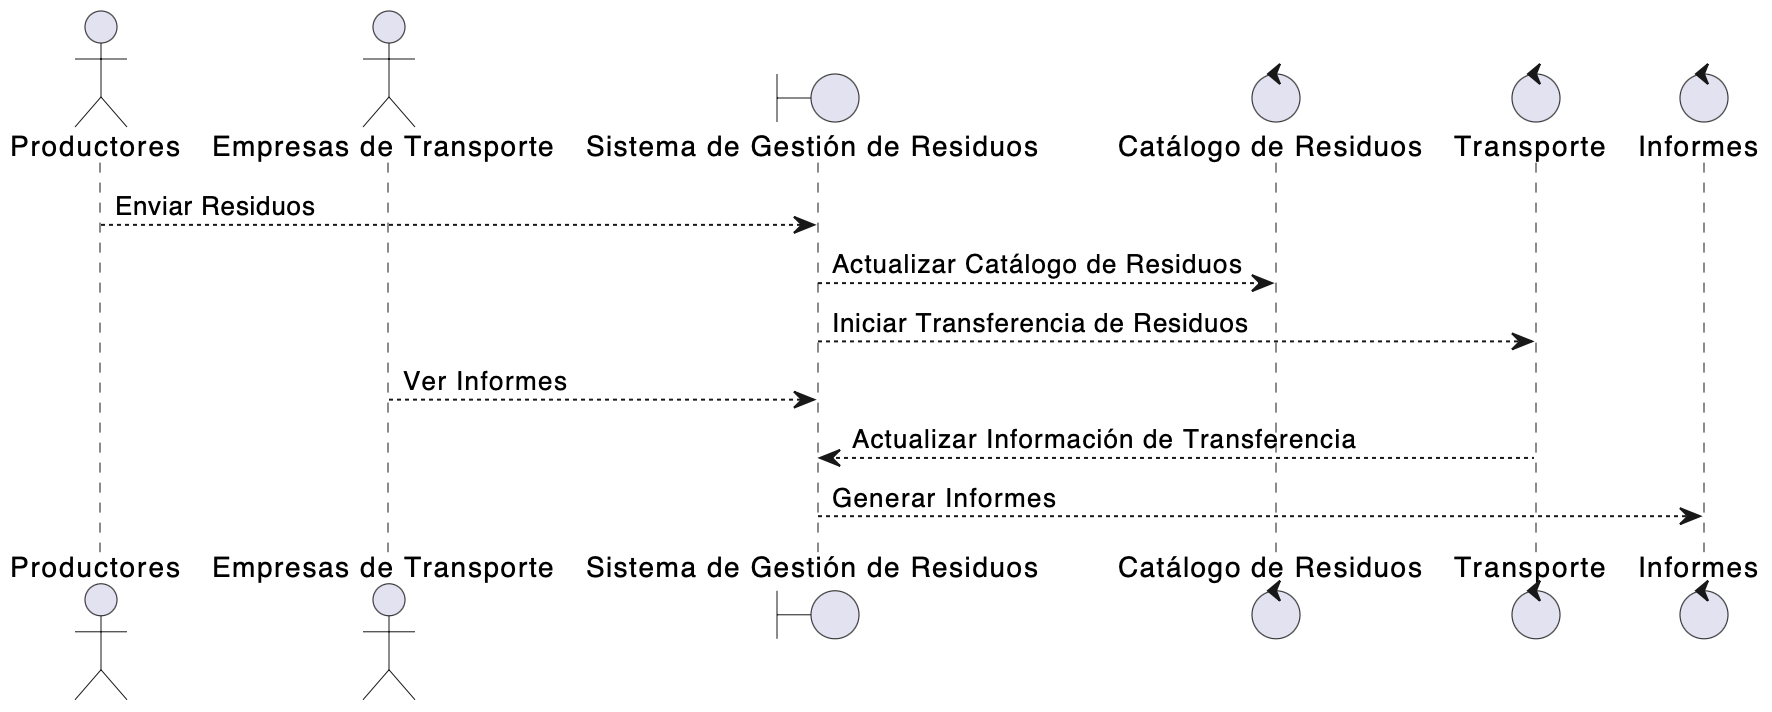 Productores
Empresas de Transporte
Sistema de Gestión de Residuos
Catálogo de Residuos
Transporte
Informes
Enviar Residuos
Actualizar Catálogo de Residuos
Iniciar Transferencia de Residuos
Ver Informes
Actualizar Información de Transferencia
Generar Informes
Productores
Empresas de Transporte
Sistema de Gestión de Residuos
Catálogo de Residuos
Transporte
Informes